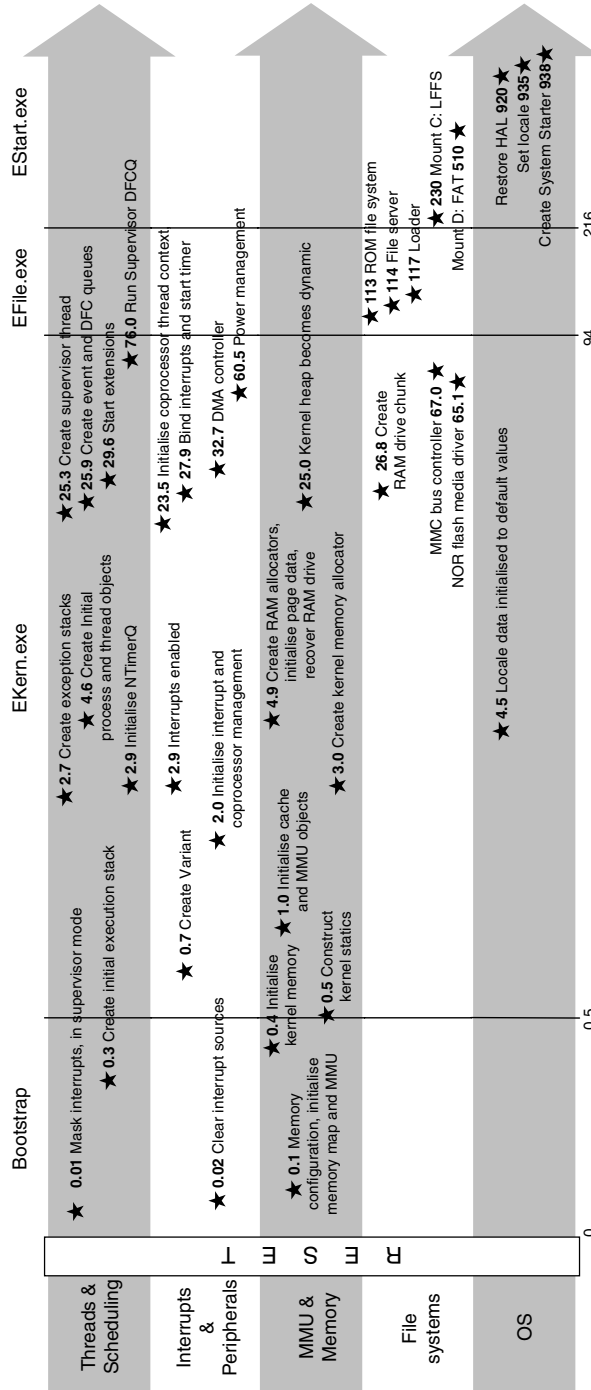 Bootstrap
EKern.exe
EFile.exe
EStart.exe
Threads &
Scheduling
Interrupts
&
Peripherals
MMU &
Memory
File
systems
OS
R E S E T
★ 0.01 Mask interrupts, in supervisor mode
★ 0.3 Create initial execution stack
★ 2.7 Create exception stacks
★ 4.6 Create Initial
process and thread objects
★ 2.9 Initialise NTimerQ
★ 25.3 Create supervisor thread
★ 25.9 Create event and DFC queues
★ 29.6 Start extensions
★ 76.0 Run Supervisor DFCQ
★ 0.02 Clear interrupt sources
★ 0.7 Create Variant
★ 2.9 Interrupts enabled
★ 2.0 Initialise interrupt and
coprocessor management
★ 23.5 Initialise coprocessor thread context
★ 27.9 Bind interrupts and start timer
★ 32.7 DMA controller
★ 60.5 Power management
★ 0.1 Memory
configuration, initialise
memory map and MMU
★ 0.4 Initialise
kernel memory
★ 0.5 Construct
kernel statics
★ 1.0 Initialise cache
and MMU objects
★ 4.9 Create RAM allocators,
initialise page data,
recover RAM drive
★ 3.0 Create kernel memory allocator
★ 25.0 Kernel heap becomes dynamic
★ 26.8 Create
RAM drive chunk
MMC bus controller 67.0 ★
NOR flash media driver 65.1 ★
★ 113 ROM file system
★ 114 File server
★ 117 Loader
★ 230 Mount C: LFFS
Mount D: FAT 510 ★
★ 4.5 Locale data initialised to default values
Restore HAL 920 ★
Set locale 935 ★
Create System Starter 938 ★
0
0.5
94
216